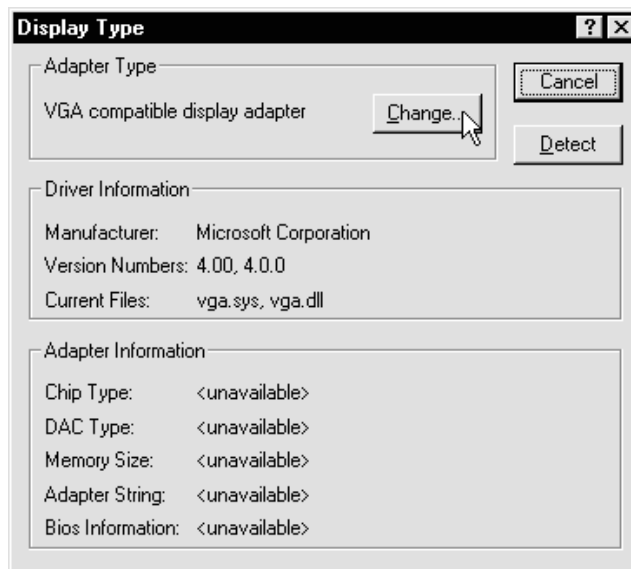 Display Type
Adapter Type
VGA compatible display adapter
Change...
Cancel
Detect
Driver Information
Manufacturer: Microsoft Corporation
Version Numbers: 4.00, 4.0.0
Current Files: vga.sys, vga.dll
Adapter Information
Chip Type: <unavailable>
DAC Type: <unavailable>
Memory Size: <unavailable>
Adapter String: <unavailable>
Bios Information: <unavailable>